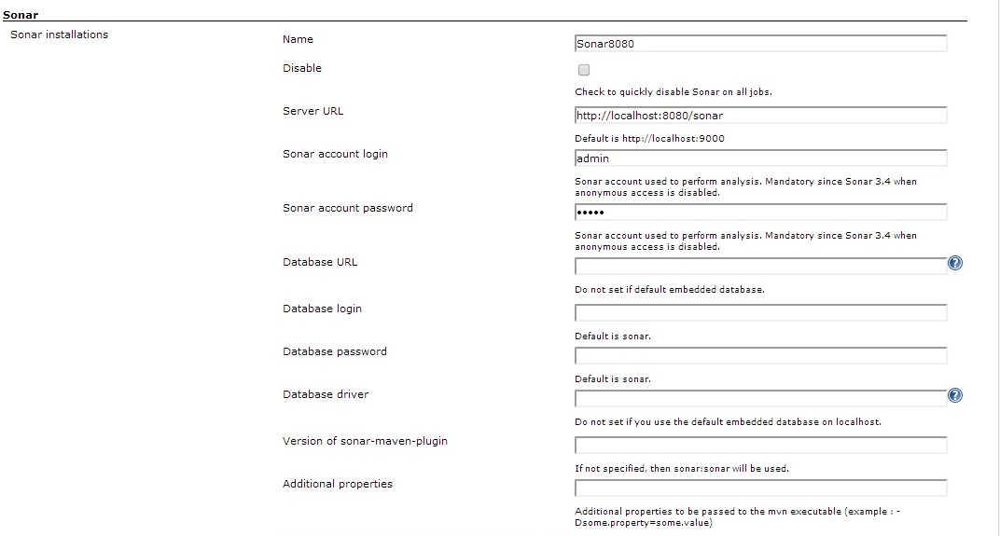 Sonar
Sonar installations
Name
Sonar8080
Disable
Check to quickly disable Sonar on all jobs.
Server URL
http://localhost:8080/sonar
Default is http://localhost:9000
Sonar account login
admin
Sonar account used to perform analysis. Mandatory since Sonar 3.4 when
anonymous access is disabled.
Sonar account password
•••••
Sonar account used to perform analysis. Mandatory since Sonar 3.4 when
anonymous access is disabled.
Database URL
?
Do not set if default embedded database.
Database login
Default is sonar.
Database password
Default is sonar.
Database driver
?
Do not set if you use the default embedded database on localhost.
Version of sonar-maven-plugin
If not specified, then sonar:sonar will be used.
Additional properties
Additional properties to be passed to the mvn executable (example : -
Dsome.property=some.value)